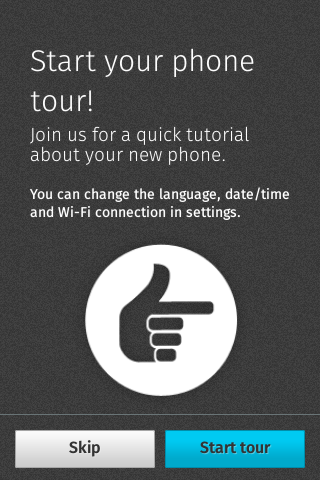 Start your phone
tour!
Join us for a quick tutorial
about your new phone.
You can change the language, date/time
and Wi-Fi connection in settings.
Skip
Start tour